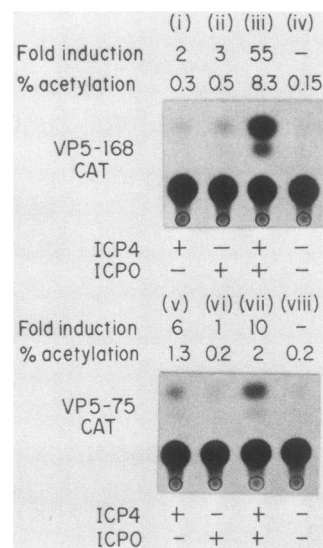 (i) (ii) (iii) (iv)
Fold induction 2 3 55 –
% acetylation 0.3 0.5 8.3 0.15
VP5-168
CAT
ICP4 + – + –
ICP0 – + + –
(v) (vi) (vii) (viii)
Fold induction 6 1 10 –
% acetylation 1.3 0.2 2 0.2
VP5-75
CAT
ICP4 + – + –
ICP0 – + + –